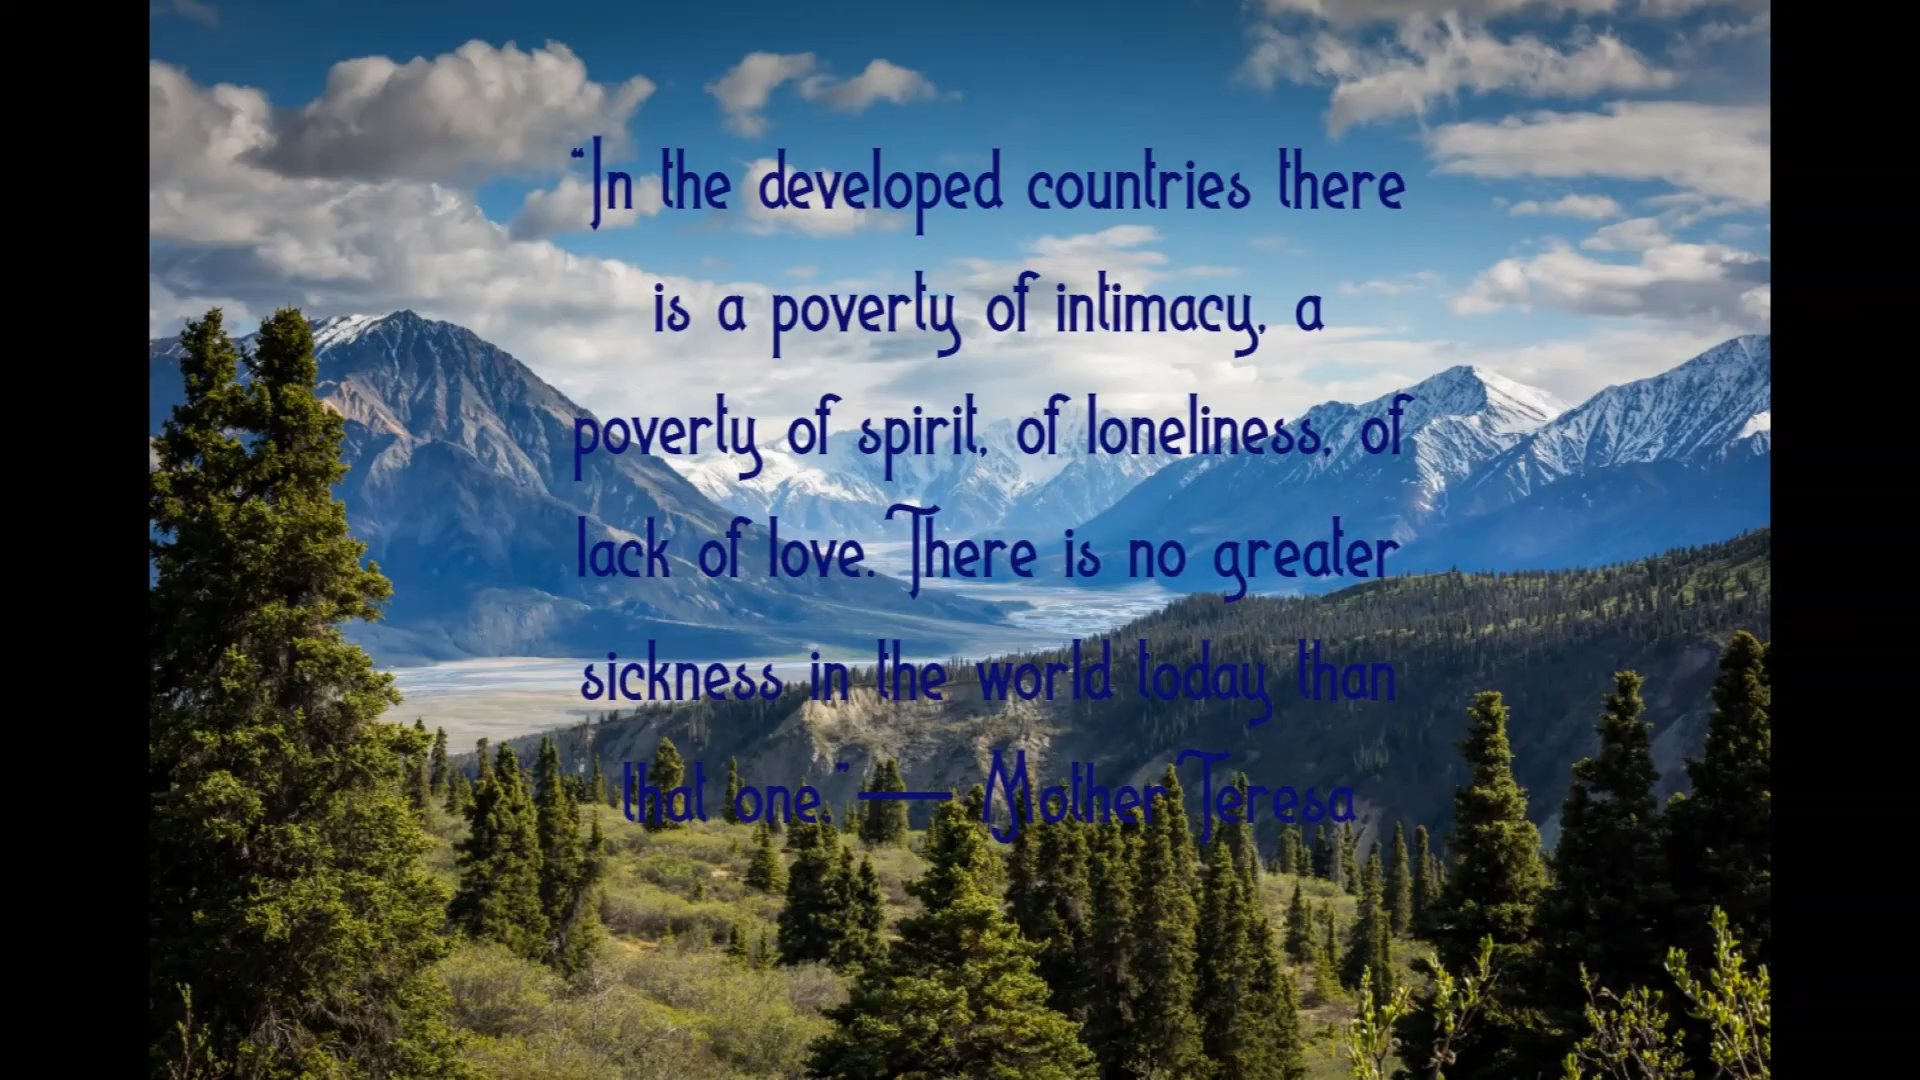 “In the developed countries there
is a poverty of intimacy, a
poverty of spirit, of loneliness, of
lack of love. There is no greater
sickness in the world today than
that one.” — Mother Teresa